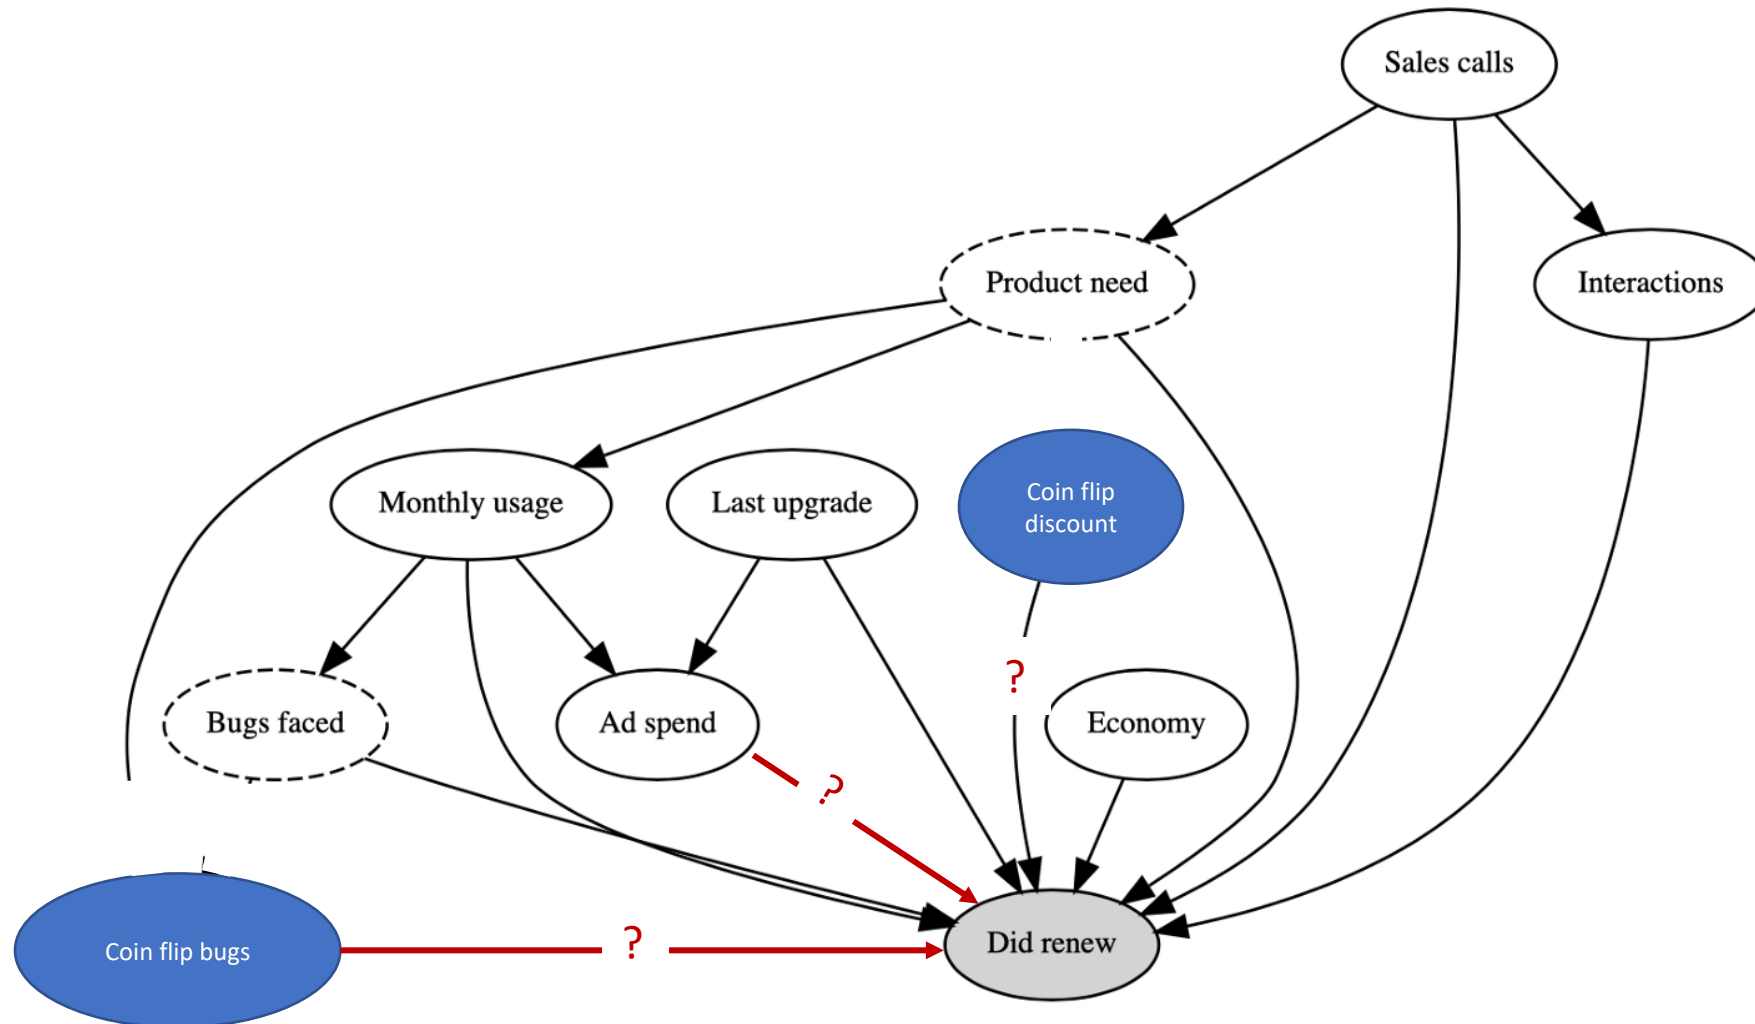 Sales calls
Product need
Interactions
Monthly usage
Last upgrade
Coin flip
discount
?
Bugs faced
Ad spend
Economy
?
Coin flip bugs
?
Did renew